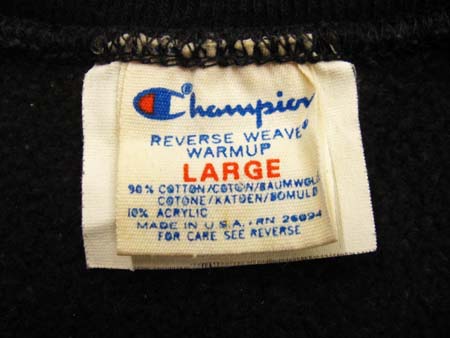 Champion®
REVERSE WEAVE®
WARMUP
LARGE
90% COTTON/COTON/BAUMWOLLE
COTONE/KATOEN/BOMULD
10% ACRYLIC
MADE IN U.S.A. RN 26094
FOR CARE SEE REVERSE